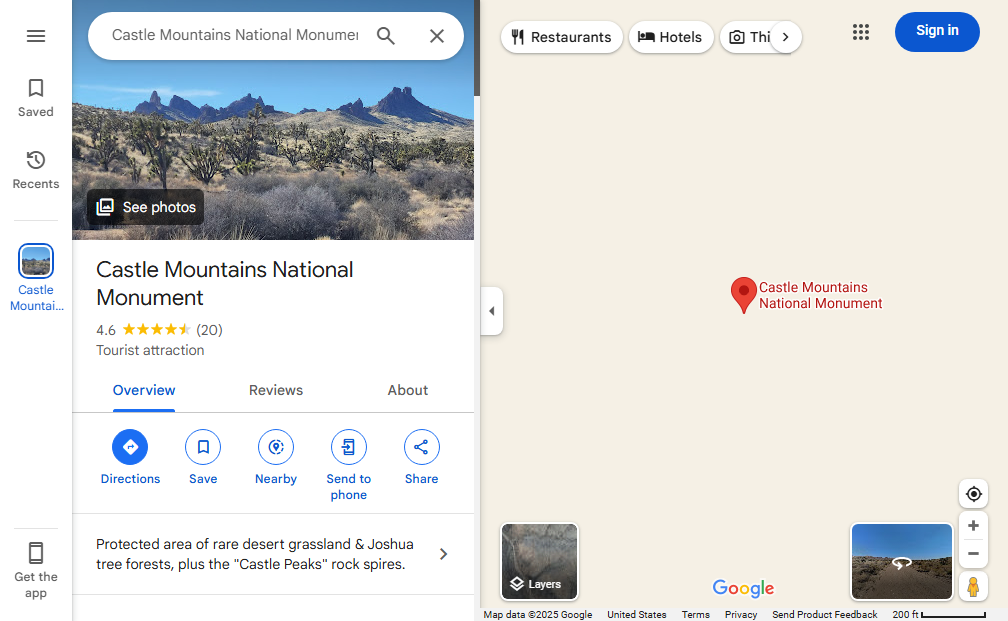 Saved
Recents
Castle
Mountai...
Get the
app
Castle Mountains National Monumen
See photos
Castle Mountains National
Monument
4.6 (20)
Tourist attraction
Overview Reviews About
Directions Save Nearby Send to
phone Share
Protected area of rare desert grassland & Joshua
tree forests, plus the "Castle Peaks" rock spires.
Restaurants Hotels Thi
Sign in
Castle Mountains
National Monument
Layers
Google
Map data ©2025 Google United States Terms Privacy Send Product Feedback 200 ft